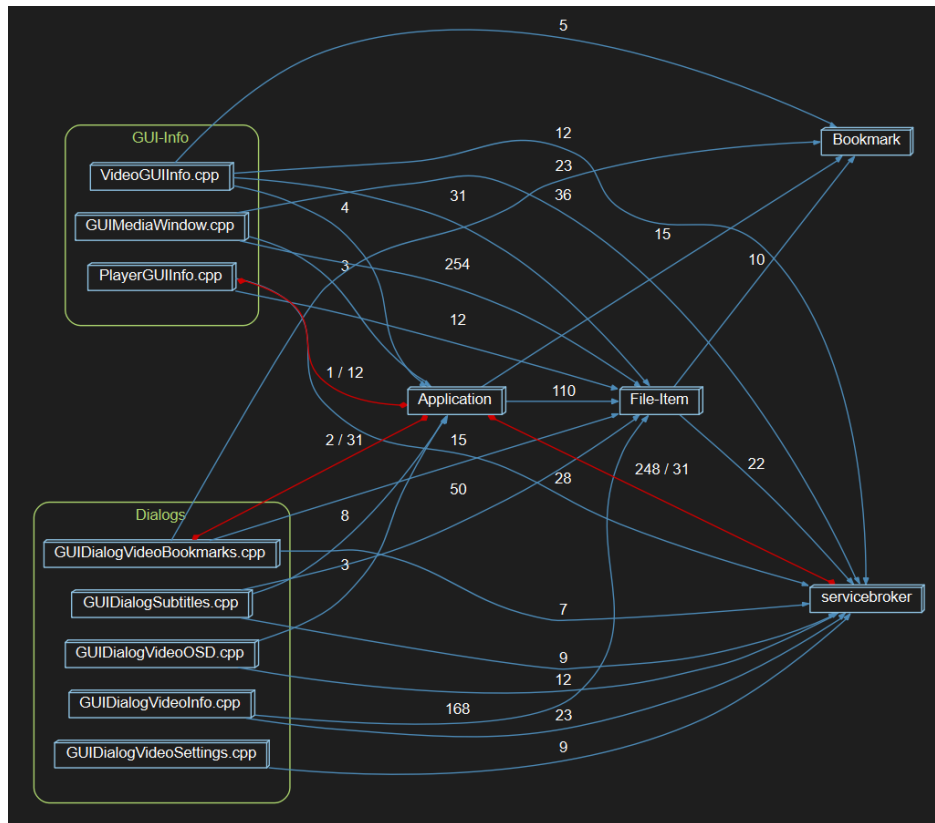 5
GUI-Info
12
Bookmark
VideoGUIInfo.cpp
23
31
36
4
GUIMediaWindow.cpp
15
3
254
10
PlayerGUIInfo.cpp
12
1 / 12
Application
110
File-Item
2 / 31
15
248 / 31
22
50
28
Dialogs
8
GUIDialogVideoBookmarks.cpp
3
servicebroker
GUIDialogSubtitles.cpp
7
GUIDialogVideoOSD.cpp
9
12
GUIDialogVideoInfo.cpp
168
23
GUIDialogVideoSettings.cpp
9